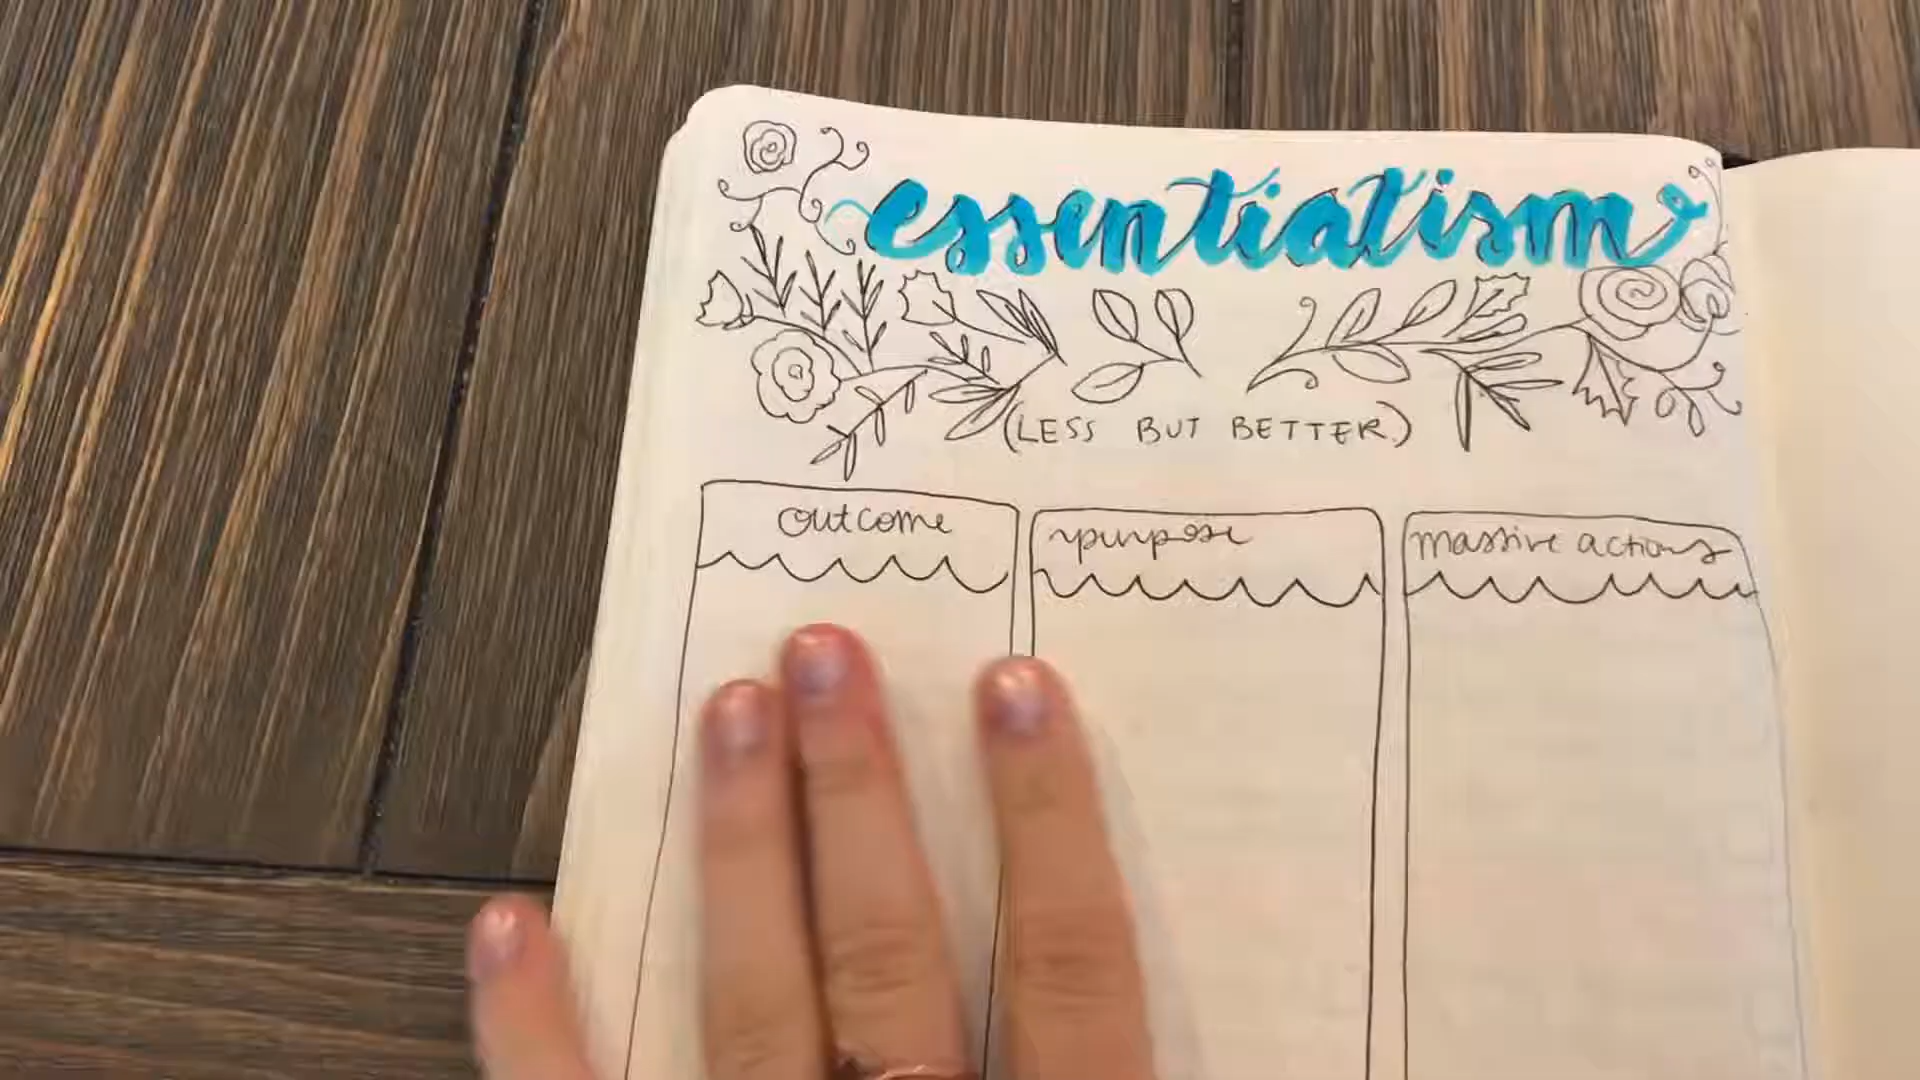 essentialism
(LESS BUT BETTER.)
outcome
purpose
massive actions